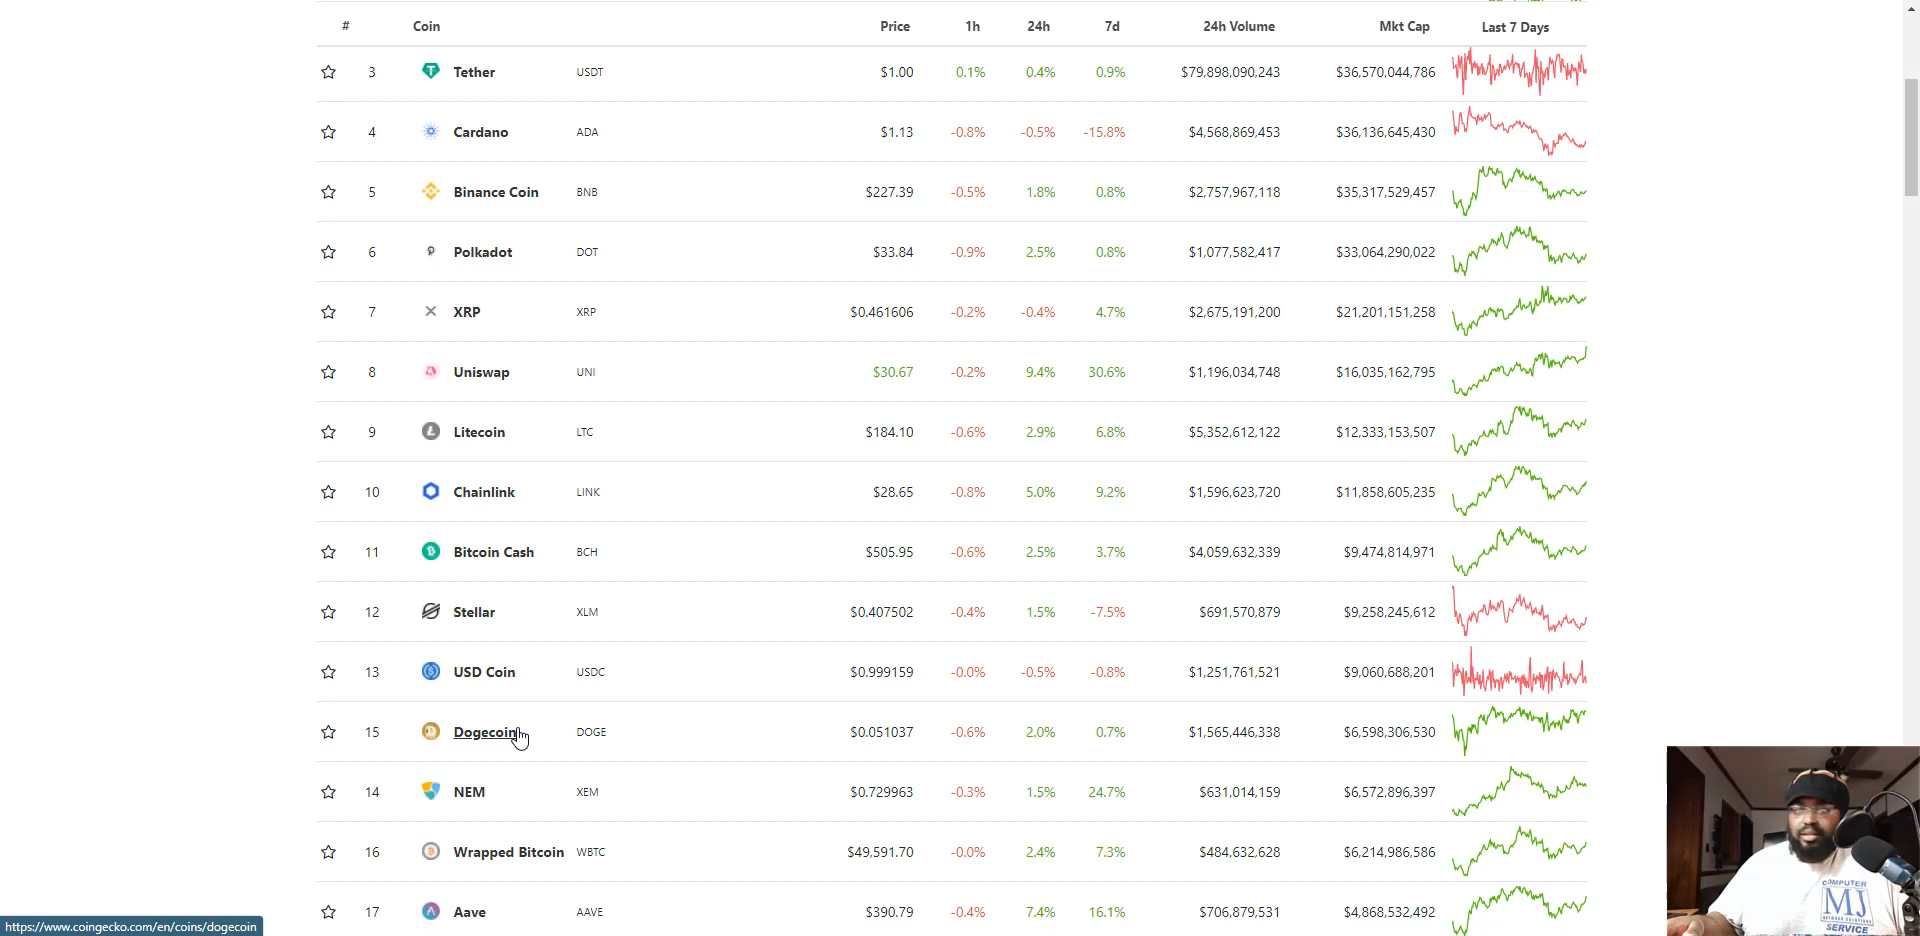 # Coin Price 1h 24h 7d 24h Volume Mkt Cap Last 7 Days
3 Tether USDT $1.00 0.1% 0.4% 0.9% $79,898,090,243 $36,570,044,786
4 Cardano ADA $1.13 -0.8% -0.5% -15.8% $4,568,869,453 $36,136,645,430
5 Binance Coin BNB $227.39 -0.5% 1.8% 0.8% $2,757,967,118 $35,317,529,457
6 Polkadot DOT $33.84 -0.9% 2.5% 0.8% $1,077,582,417 $33,064,290,022
7 XRP XRP $0.461606 -0.2% -0.4% 4.7% $2,675,191,200 $21,201,151,258
8 Uniswap UNI $30.67 -0.2% 9.4% 30.6% $1,196,034,748 $16,035,162,795
9 Litecoin LTC $184.10 -0.6% 2.9% 6.8% $5,352,612,122 $12,333,153,507
10 Chainlink LINK $28.65 -0.8% 5.0% 9.2% $1,596,623,720 $11,858,605,235
11 Bitcoin Cash BCH $505.95 -0.6% 2.5% 3.7% $4,059,632,339 $9,474,814,971
12 Stellar XLM $0.407502 -0.4% 1.5% -7.5% $691,570,879 $9,258,245,612
13 USD Coin USDC $0.999159 -0.0% -0.5% -0.8% $1,251,761,521 $9,060,688,201
15 Dogecoin DOGE $0.051037 -0.6% 2.0% 0.7% $1,565,446,338 $6,598,306,530
14 NEM XEM $0.729963 -0.3% 1.5% 24.7% $631,014,159 $6,572,896,397
16 Wrapped Bitcoin WBTC $49,591.70 -0.0% 2.4% 7.3% $484,632,628 $6,214,986,586
17 Aave AAVE $390.79 -0.4% 7.4% 16.1% $706,879,531 $4,868,532,492
https://www.coingecko.com/en/coins/dogecoin
COMPUTER
MJ
NETWORK SOLUTIONS
SERVICE